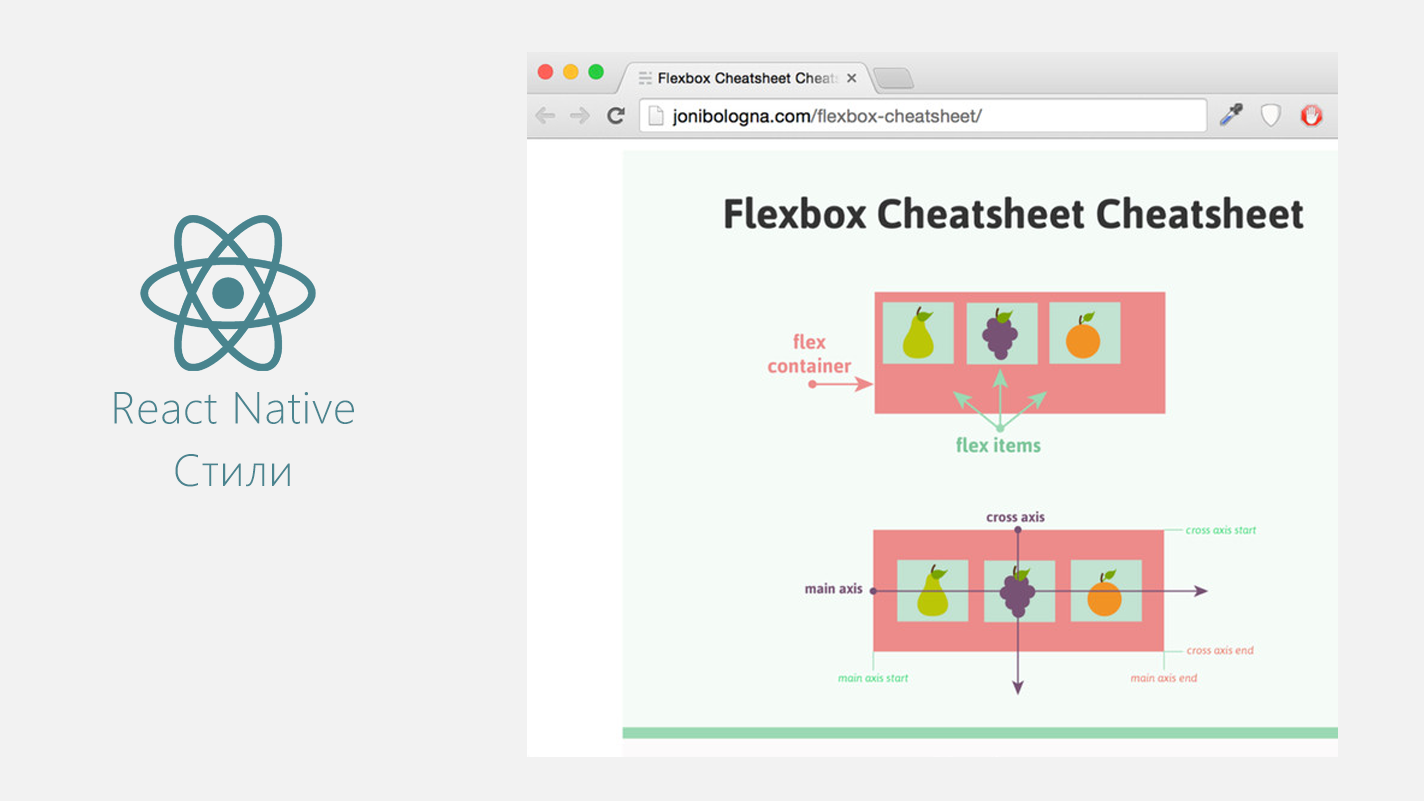 React Native
Стили
Flexbox Cheatsheet Cheats
jonibologna.com/flexbox-cheatsheet/
Flexbox Cheatsheet Cheatsheet
flex
container
flex items
cross axis
cross axis start
main axis
cross axis end
main axis start
main axis end